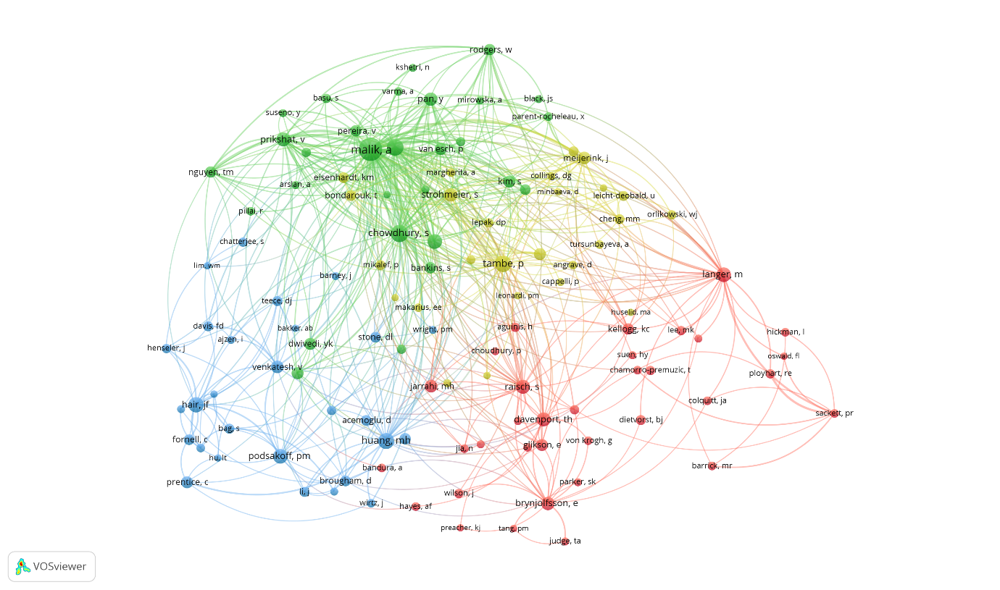 rodgers, w
kshetri, n
varma, a
basu, s
pan, y
mirowska, a
black, js
suseno, y
parent-rocheleau, x
pereira, v
prikshat, v
malik, a
van esch, p
meijerink, j
nguyen, tm
margherita, a
eisenhardt, km
collings, dg
kim, s
arslan, a
bondarouk, t
strohmeier, s
minbaeva, d
leicht-deobald, u
pillai, r
orlikowski, wj
cheng, mm
lepak, dp
chowdhury, s
chatterjee, s
tursunbayeva, a
lim, wm
mikalef, p
bankins, s
tambe, p
angrave, d
langer, m
barney, j
cappelli, p
leonardi, pm
teece, dj
makarius, ee
huselid, ma
davis, fd
bakker, ab
wright, pm
aguinis, h
kellogg, kc
lee, mk
hickman, l
ajzen, i
stone, dl
henseler, j
dwivedi, yk
choudhury, p
suen, hy
oswald, fl
venkatesh, v
chamorro-premuzic, t
ployhart, re
jarrahi, mh
raisch, s
hair, jf
colquitt, ja
sackett, pr
acemoglu, d
davenport, th
dietvorst, bj
bag, s
fornell, c
huang, mh
von krogh, g
glikson, e
jia, n
hu, lt
podsakoff, pm
bandura, a
barrick, mr
prentice, c
brougham, d
parker, sk
li, j
wilson, j
wirtz, j
hayes, af
brynjolfsson, e
preacher, kj
tang, pm
judge, ta
VOSviewer